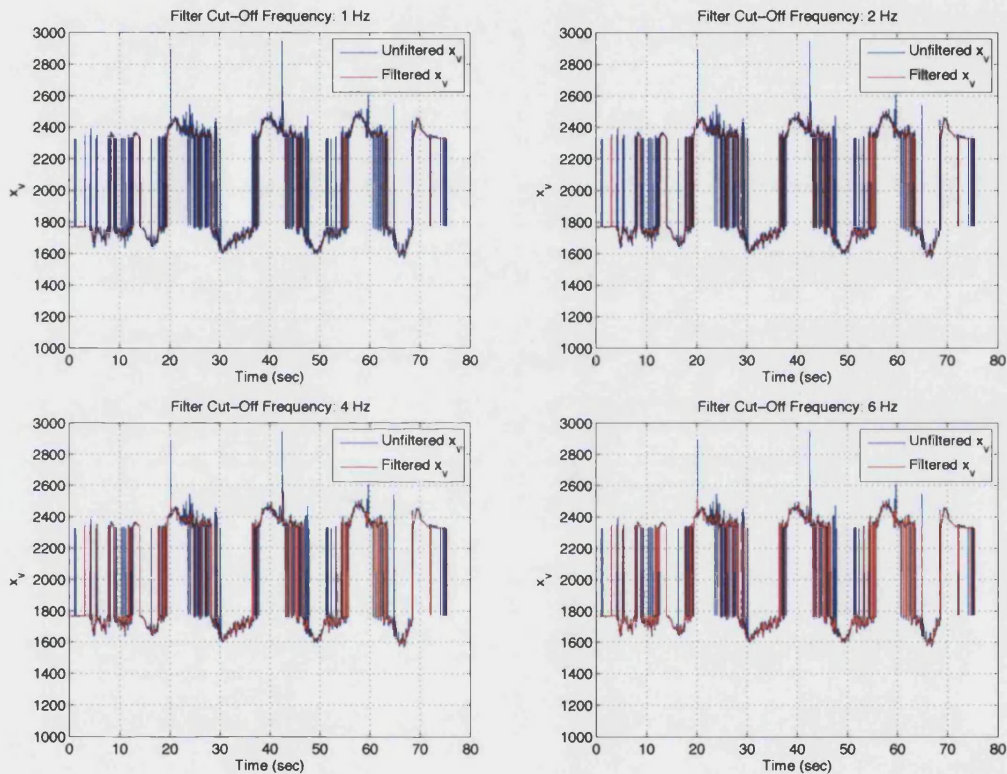 Filter Cut-Off Frequency: 1 Hz
3000
2800
2600
2400
2200
2000
1800
1600
1400
1200
1000
x_v
Unfiltered x_v
Filtered x_v
0 10 20 30 40 50 60 70 80
Time (sec)
Filter Cut-Off Frequency: 2 Hz
3000
2800
2600
2400
2200
2000
1800
1600
1400
1200
1000
x_v
Unfiltered x_v
Filtered x_v
0 10 20 30 40 50 60 70 80
Time (sec)
Filter Cut-Off Frequency: 4 Hz
3000
2800
2600
2400
2200
2000
1800
1600
1400
1200
1000
x_v
Unfiltered x_v
Filtered x_v
0 10 20 30 40 50 60 70 80
Time (sec)
Filter Cut-Off Frequency: 6 Hz
3000
2800
2600
2400
2200
2000
1800
1600
1400
1200
1000
x_v
Unfiltered x_v
Filtered x_v
0 10 20 30 40 50 60 70 80
Time (sec)